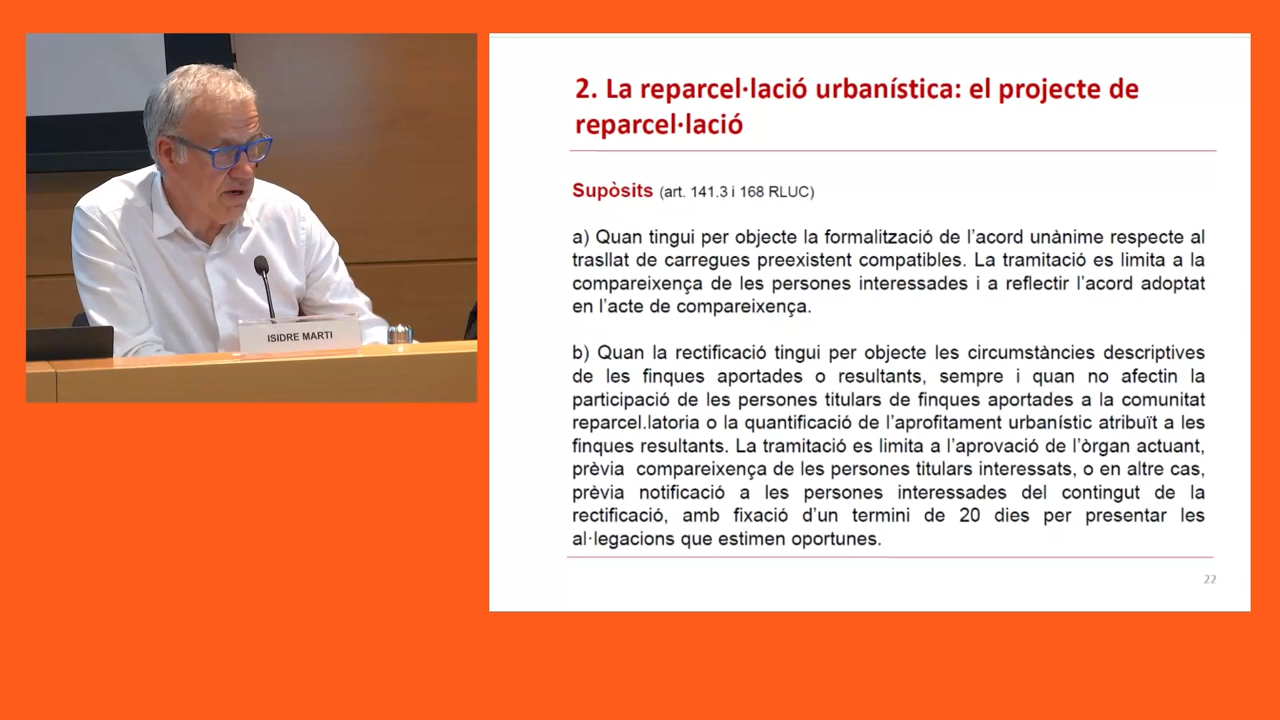 2. La reparcel·lació urbanística: el projecte de
reparcel·lació
Supòsits (art. 141.3 i 168 RLUC)
a) Quan tingui per objecte la formalització de l'acord unànime respecte al
trasllat de carregues preexistent compatibles. La tramitació es limita a la
compareixença de les persones interessades i a reflectir l'acord adoptat
en l'acte de compareixença.
b) Quan la rectificació tingui per objecte les circumstàncies descriptives
de les finques aportades o resultants, sempre i quan no afectin la
participació de les persones titulars de finques aportades a la comunitat
reparcel.latoria o la quantificació de l'aprofitament urbanístic atribuït a les
finques resultants. La tramitació es limita a l'aprovació de l'òrgan actuant,
prèvia compareixença de les persones titulars interessats, o en altre cas,
prèvia notificació a les persones interessades del contingut de la
rectificació, amb fixació d'un termini de 20 dies per presentar les
al·legacions que estimen oportunes.
22
ISIDRE MARTI